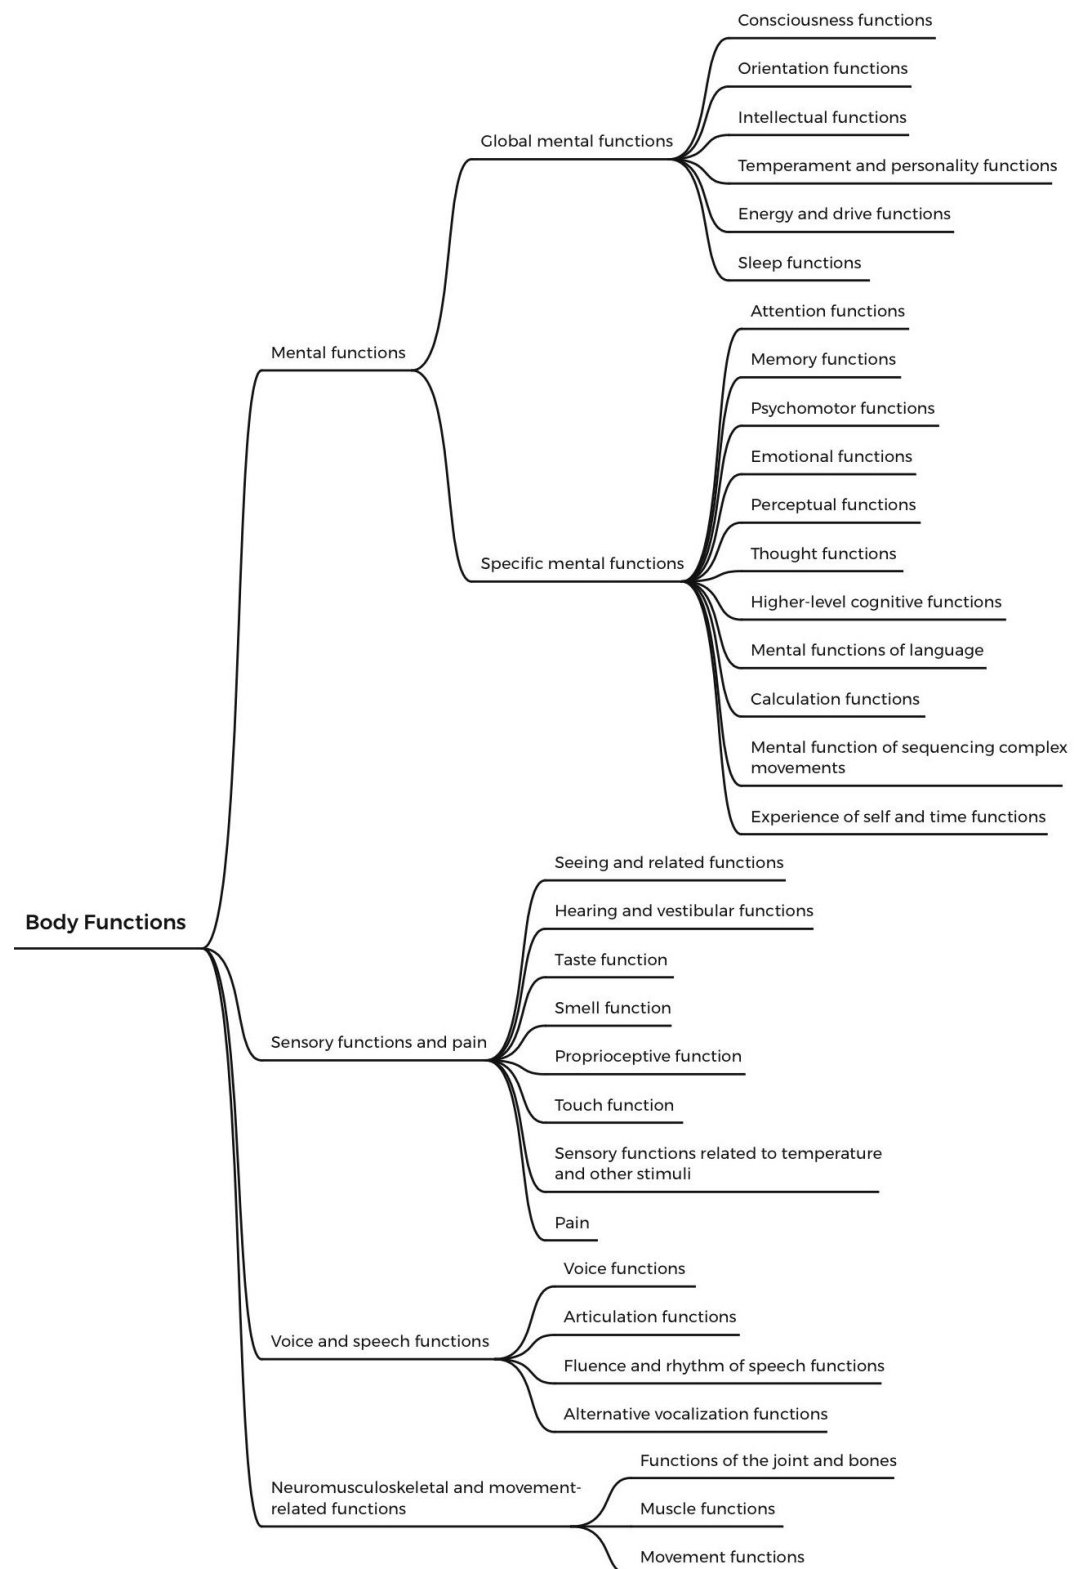 Consciousness functions
Orientation functions
Intellectual functions
Global mental functions
Temperament and personality functions
Energy and drive functions
Sleep functions
Attention functions
Mental functions
Memory functions
Psychomotor functions
Emotional functions
Perceptual functions
Thought functions
Specific mental functions
Higher-level cognitive functions
Mental functions of language
Calculation functions
Mental function of sequencing complex
movements
Experience of self and time functions
Seeing and related functions
Body Functions
Hearing and vestibular functions
Taste function
Smell function
Sensory functions and pain
Proprioceptive function
Touch function
Sensory functions related to temperature
and other stimuli
Pain
Voice functions
Articulation functions
Voice and speech functions
Fluence and rhythm of speech functions
Alternative vocalization functions
Functions of the joint and bones
Neuromusculoskeletal and movement-
related functions
Muscle functions
Movement functions